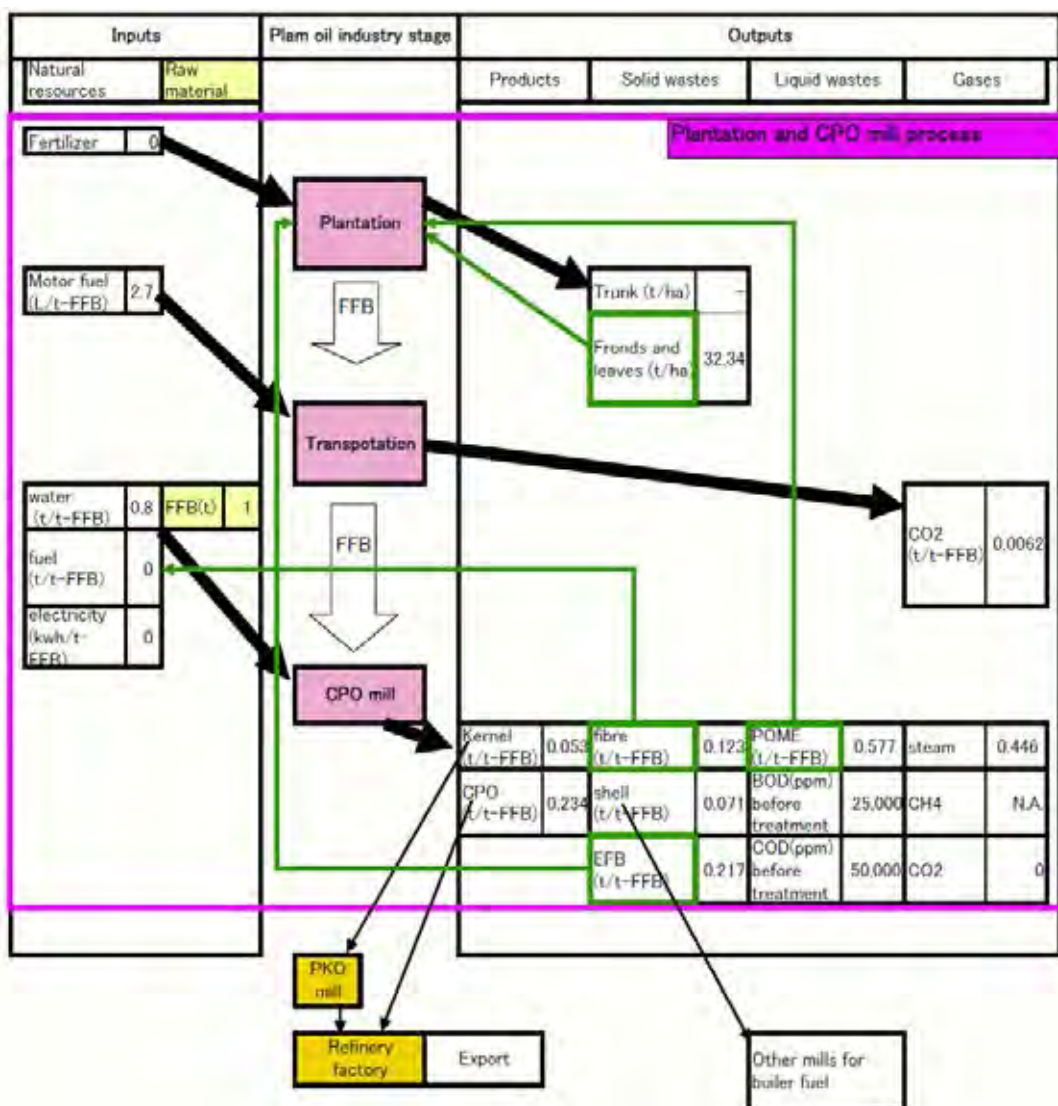 Inputs
Plam oil industry stage
Outputs
Natural
resources
Raw
material
Products
Solid wastes
Liquid wastes
Gases
Plantation and CPO mill process
Fertilizer
0
Plantation
Motor fuel
(L/t-FFB)
2.7
FFB
Trunk (t/ha)
-
Fronds and
leaves (t/ha)
32.34
Transpotation
water
(t/t-FFB)
0.8
FFB(t)
1
CO2
(t/t-FFB)
0.0062
fuel
(t/t-FFB)
0
FFB
electricity
(kwh/t-
FFB)
0
CPO mill
Kernel
(t/t-FFB)
0.053
fibre
(t/t-FFB)
0.123
POME
(t/t-FFB)
0.577
steam
0.446
CPO
(t/t-FFB)
0.234
shell
(t/t-FFB)
0.071
BOD(ppm)
before
treatment
25,000
CH4
N.A.
EFB
(t/t-FFB)
0.217
COD(ppm)
before
treatment
50,000
CO2
0
PKO
mill
Refinery
factory
Export
Other mills for
builer fuel